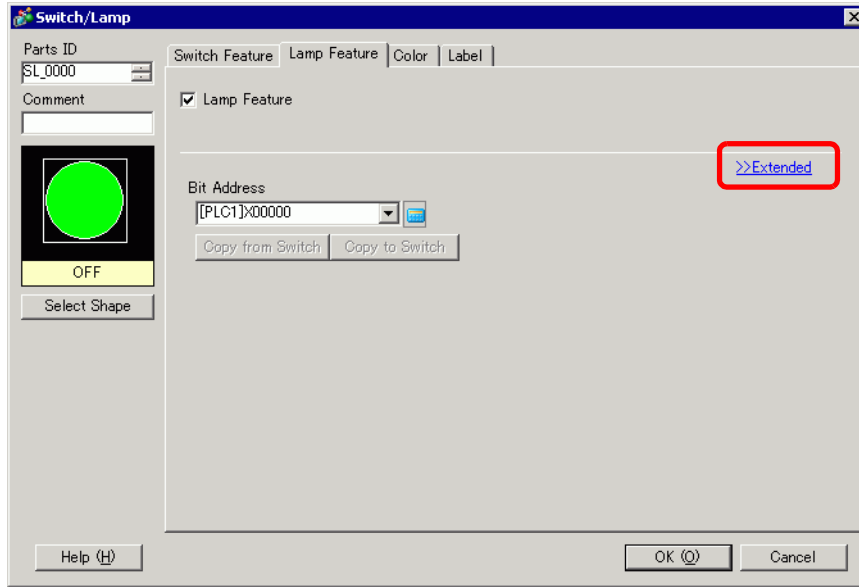 Switch/Lamp
Parts ID
SL_0000
Comment
OFF
Select Shape
Switch Feature Lamp Feature Color Label
Lamp Feature
>>Extended
Bit Address
[PLC1]X00000
Copy from Switch Copy to Switch
Help (H) OK (O) Cancel